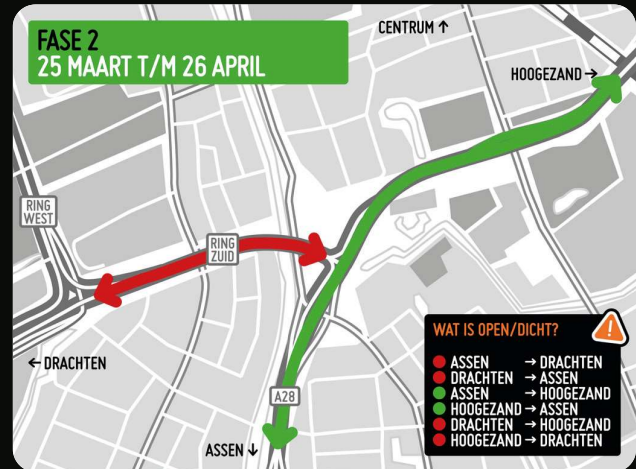 FASE 2
25 MAART T/M 26 APRIL
CENTRUM ↑
HOOGEZAND →
RING
WEST
RING
ZUID
← DRACHTEN
A28
ASSEN ↓
WAT IS OPEN/DICHT?
!
ASSEN → DRACHTEN
DRACHTEN → ASSEN
ASSEN → HOOGEZAND
HOOGEZAND → ASSEN
DRACHTEN → HOOGEZAND
HOOGEZAND → DRACHTEN